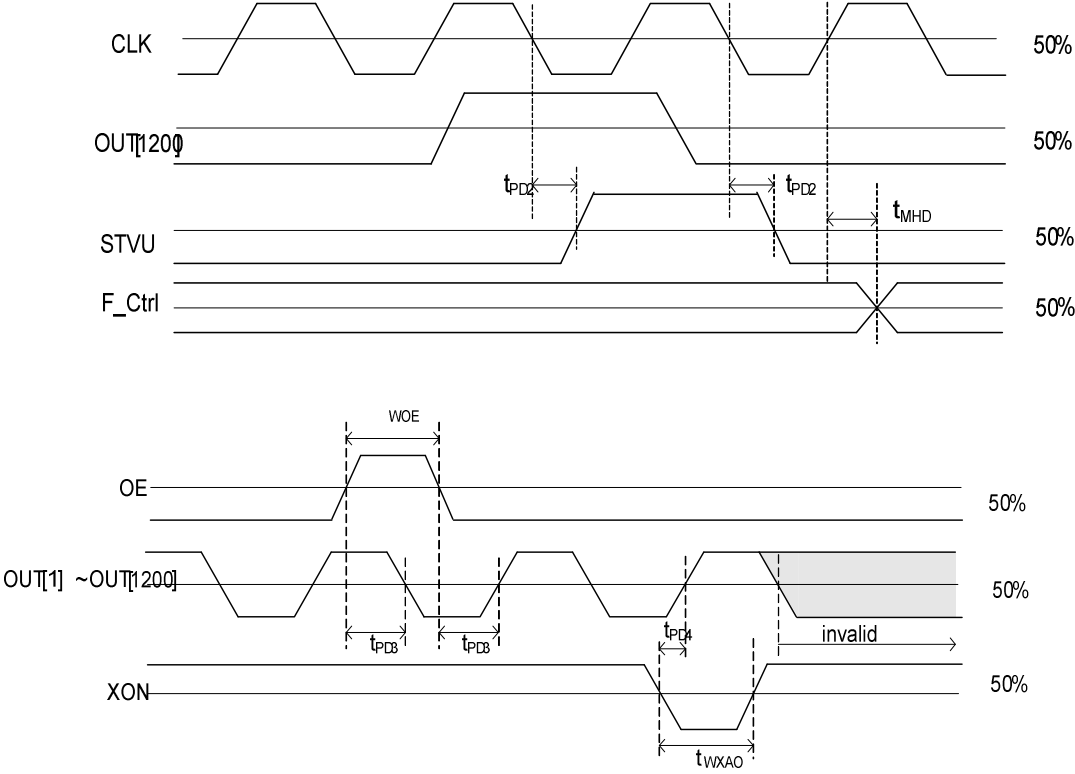 CLK
50%
OUT[1200]
50%
tPD2
tPD2
tMHD
STVU
50%
F_Ctrl
50%
WOE
OE
50%
OUT[1] ~OUT[1200]
50%
tPD3
tPD3
tPD4
invalid
XON
50%
tWXAO